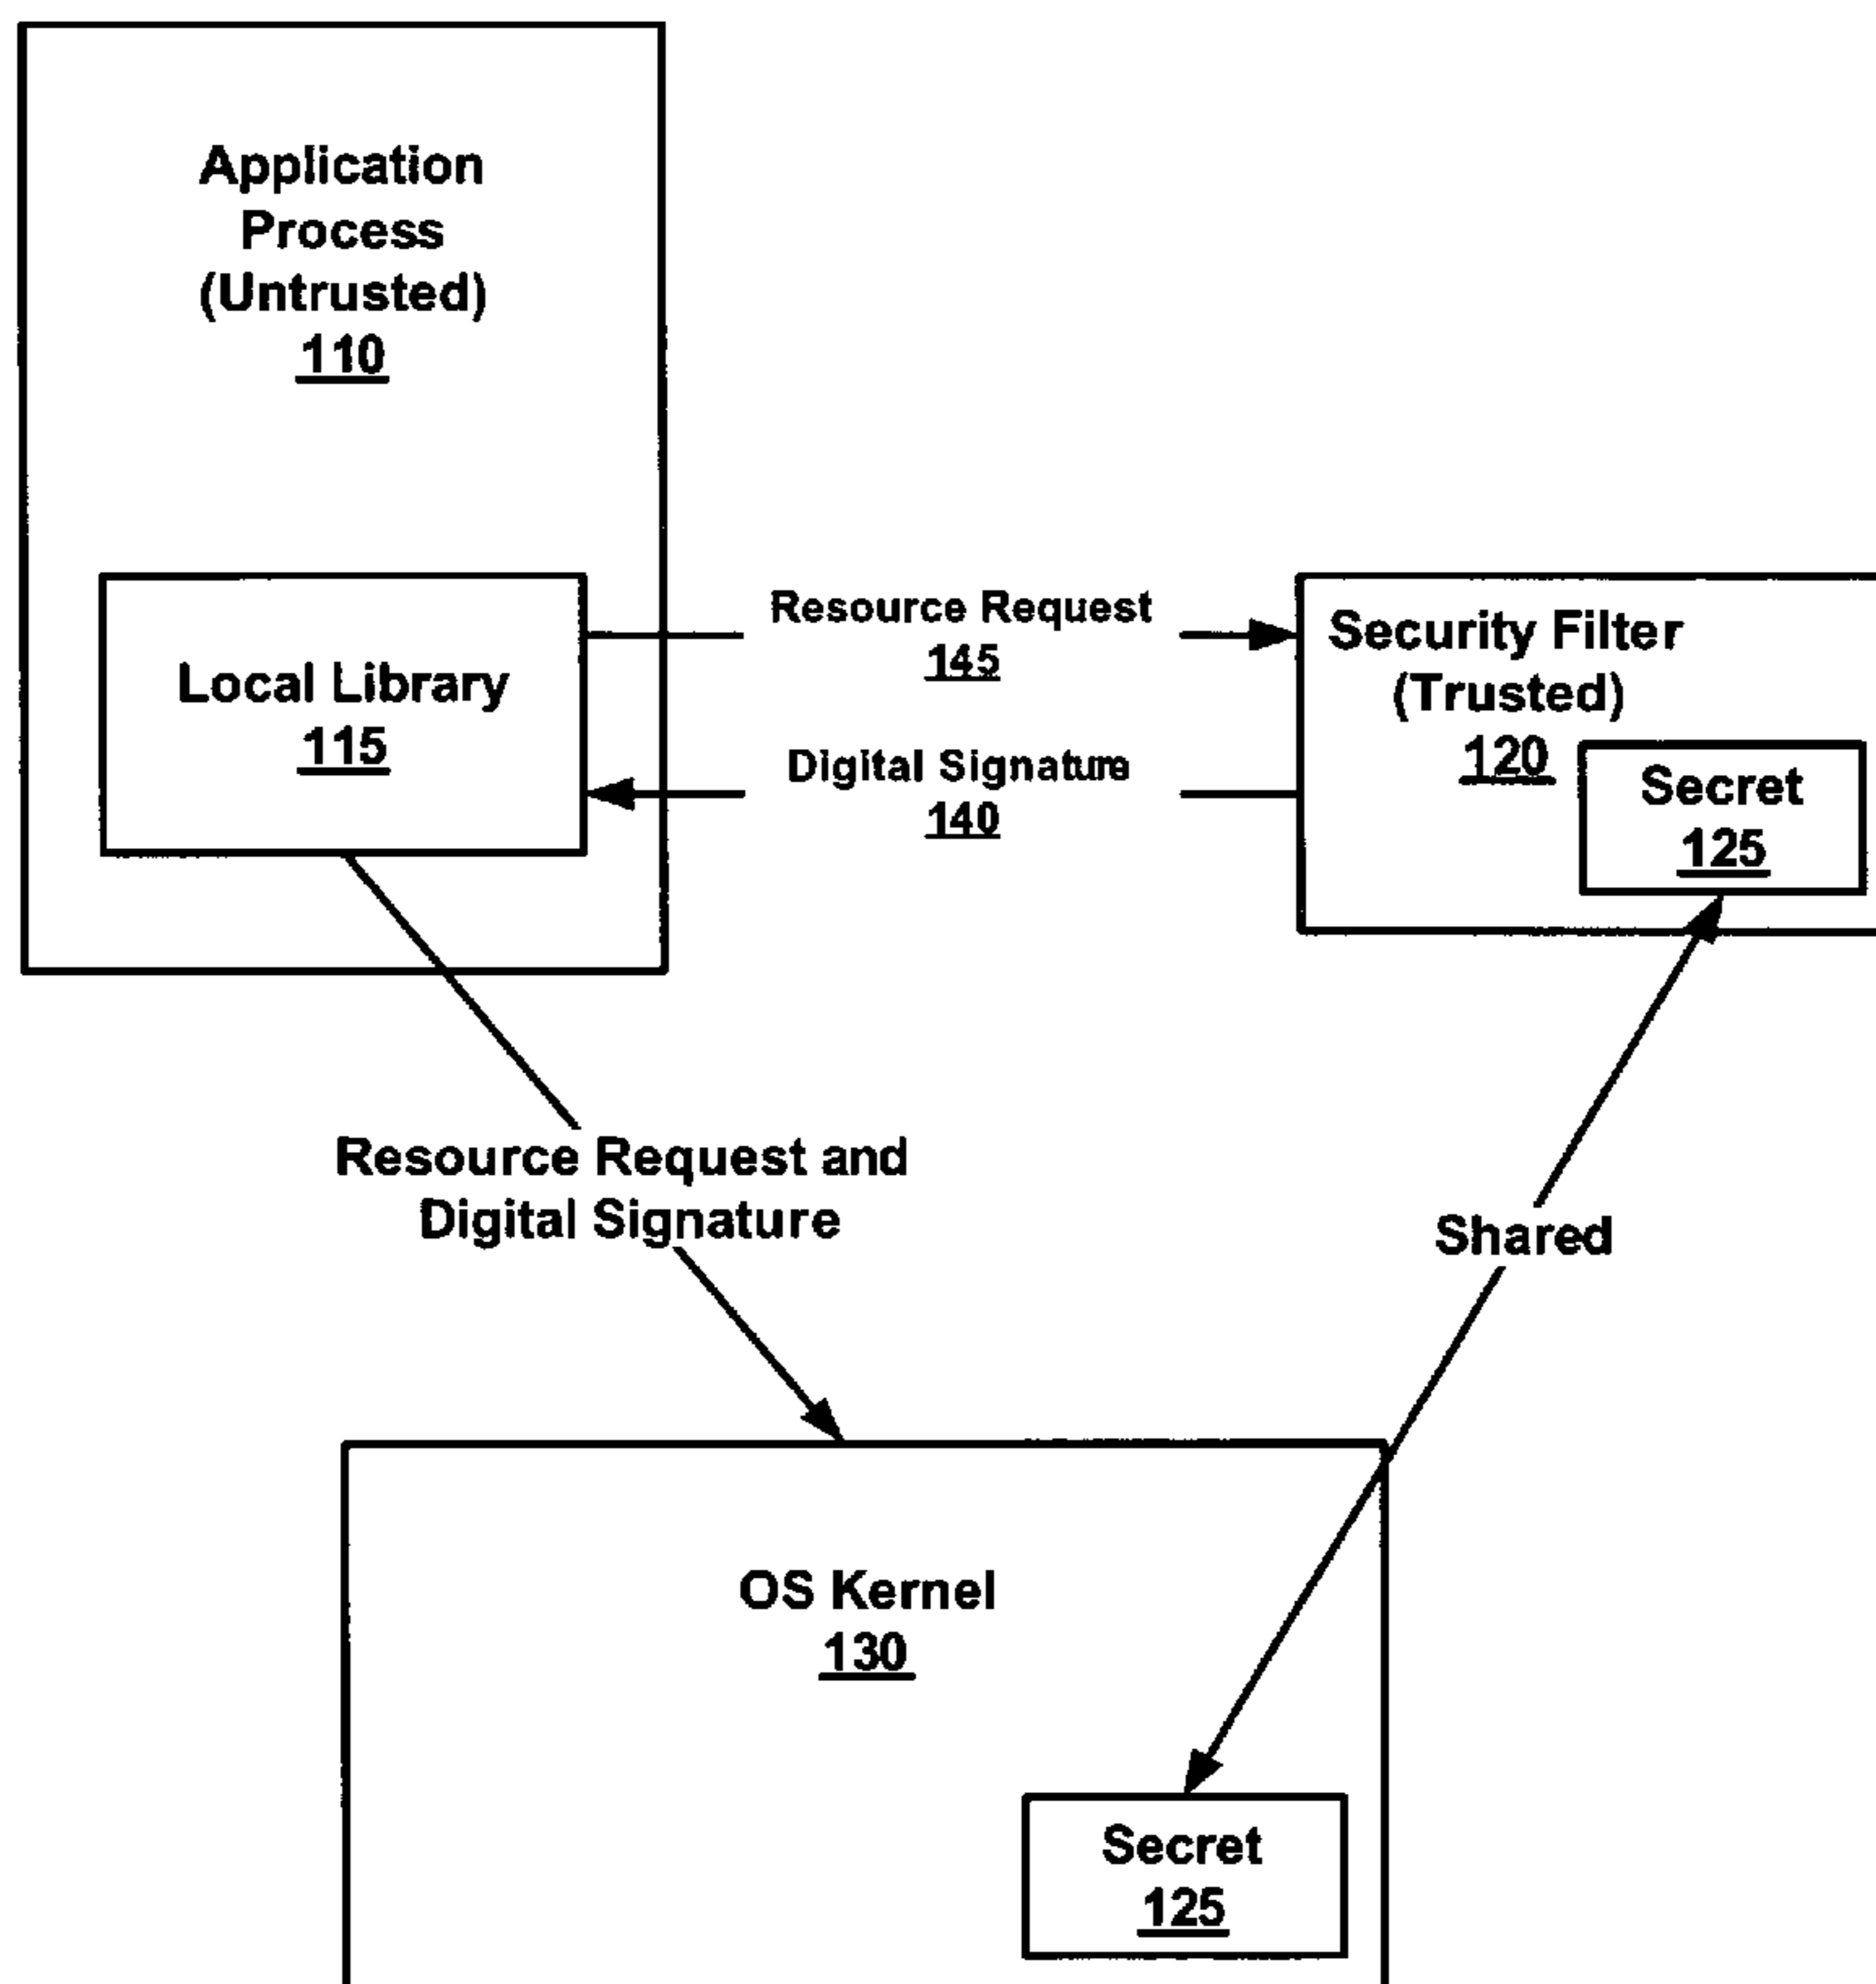 Application
Process
(Untrusted)
110
Local Library
115
Resource Request
145
Digital Signature
140
Security Filter
(Trusted)
120
Secret
125
Resource Request and
Digital Signature
Shared
OS Kernel
130
Secret
125